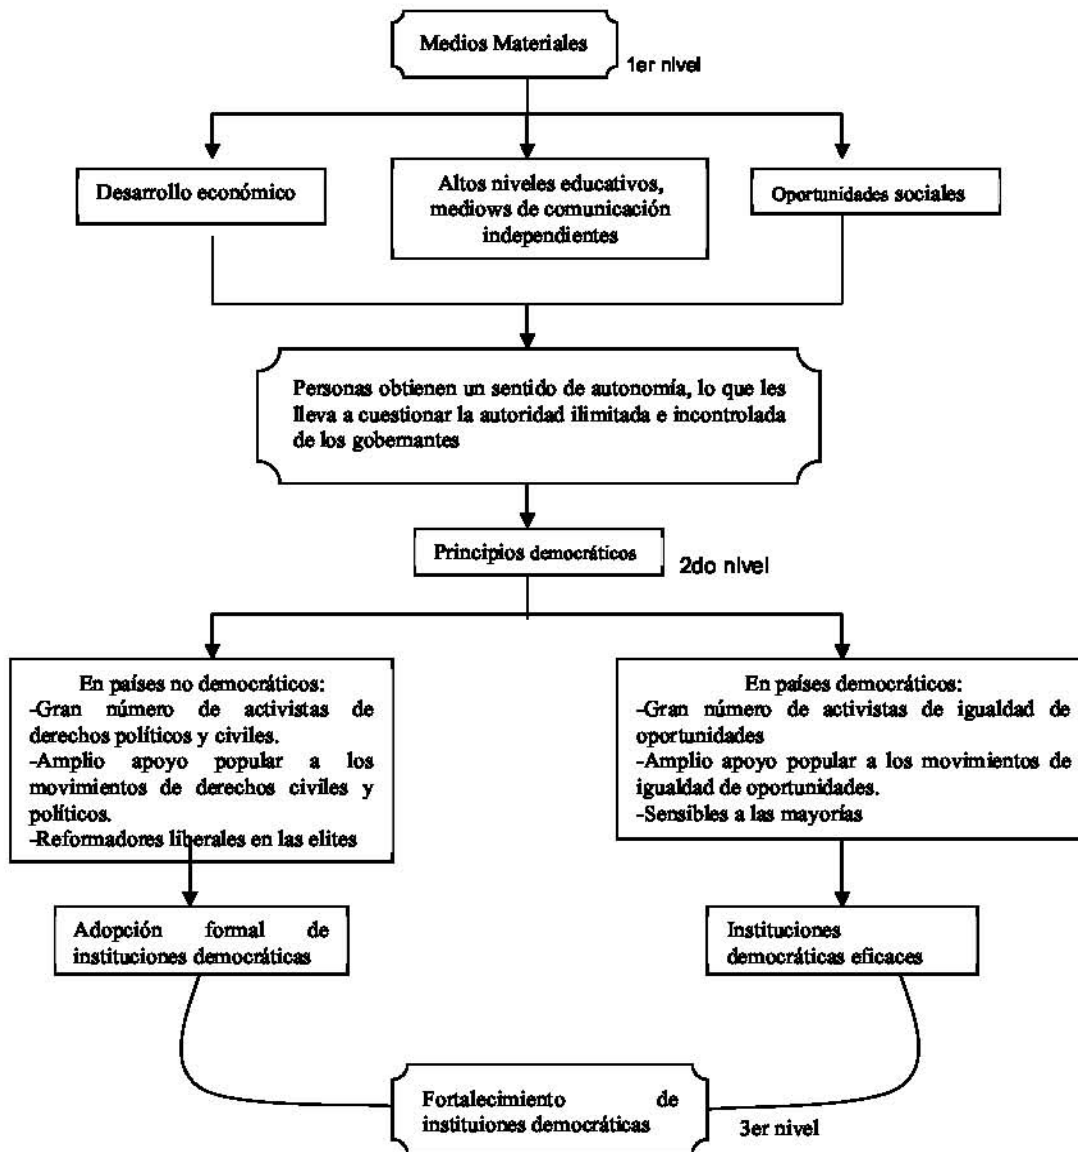 Medios Materiales
1er nivel
Desarrollo económico
Altos niveles educativos,
mediows de comunicación
independientes
Oportunidades sociales
Personas obtienen un sentido de autonomía, lo que les
lleva a cuestionar la autoridad ilimitada e incontrolada
de los gobernantes
Principios democráticos
2do nivel
En países no democráticos:
-Gran número de activistas de
derechos políticos y civiles.
-Amplio apoyo popular a los
movimientos de derechos civiles y
políticos.
-Reformadores liberales en las elites
En países democráticos:
-Gran número de activistas de igualdad de
oportunidades
-Amplio apoyo popular a los movimientos de
igualdad de oportunidades.
-Sensibles a las mayorías
Adopción formal de
instituciones democráticas
Instituciones
democráticas eficaces
Fortalecimiento de
instituiones democráticas
3er nivel